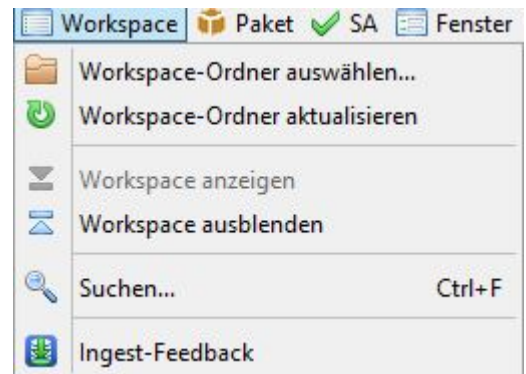 Workspace Paket SA Fenster
Workspace-Ordner auswählen...
Workspace-Ordner aktualisieren
Workspace anzeigen
Workspace ausblenden
Suchen... Ctrl+F
Ingest-Feedback